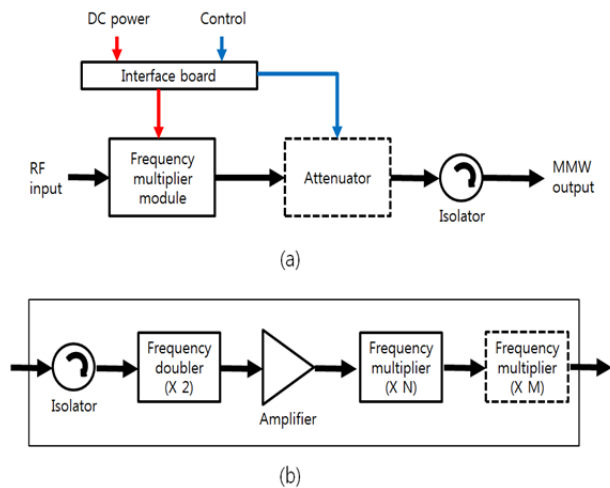 DC power
Control
Interface board
RF
input
Frequency
multiplier
module
Attenuator
Isolator
MMW
output
(a)
Isolator
Frequency
doubler
(X 2)
Amplifier
Frequency
multiplier
(X N)
Frequency
multiplier
(X M)
(b)